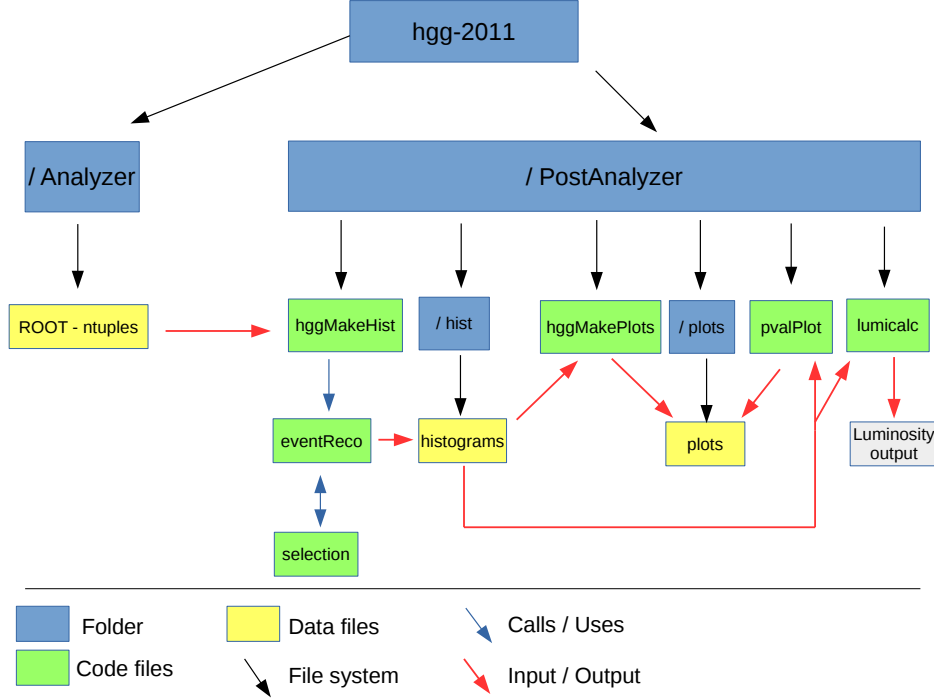 hgg-2011
/ Analyzer
/ PostAnalyzer
ROOT - ntuples
hggMakeHist
/ hist
hggMakePlots
/ plots
pvalPlot
lumicalc
eventReco
histograms
plots
Luminosity
output
selection
Folder
Data files
Calls / Uses
Code files
File system
Input / Output